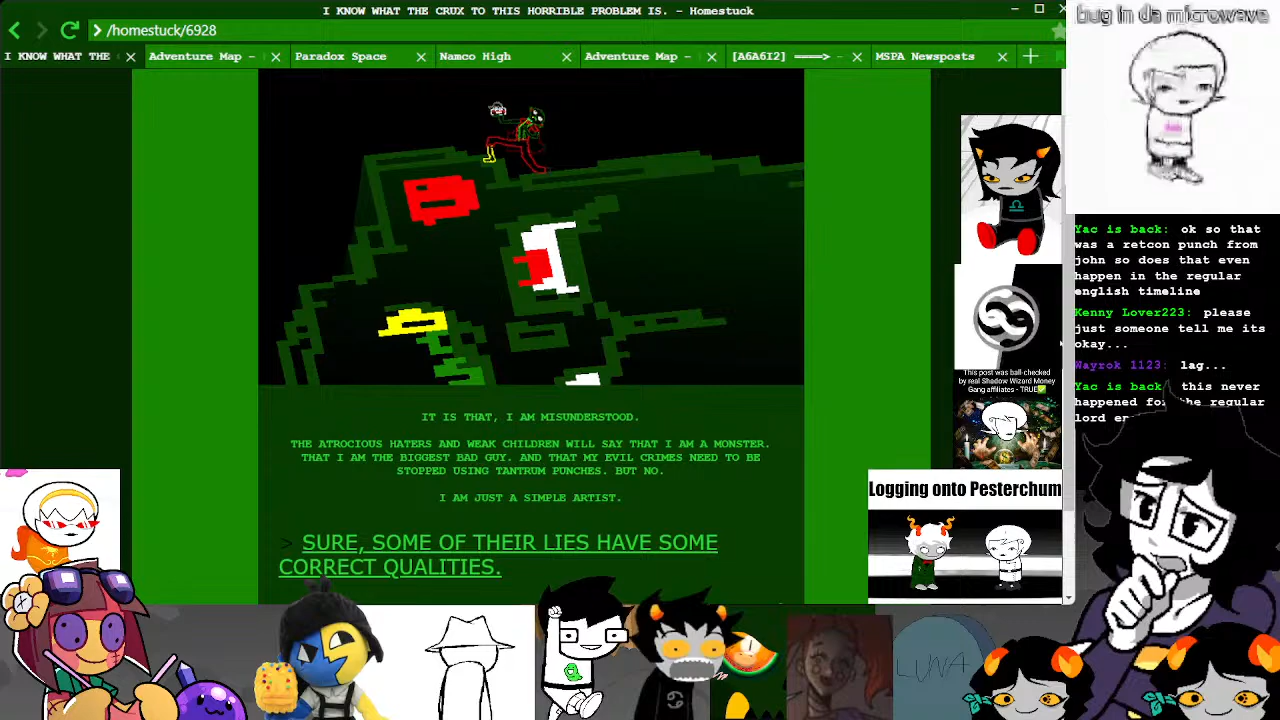 I KNOW WHAT THE CRUX TO THIS HORRIBLE PROBLEM IS. - Homestuck
/homestuck/6928
I KNOW WHAT THE
Adventure Map -
Paradox Space
Namco High
Adventure Map -
[A6A6I2] ====>
MSPA Newsposts
bug in da microwave
Yac is back: ok so that
was a retcon punch from
john so does that even
happen in the regular
english timeline
Kenny Lover223: please
just someone tell me its
okay...
Wayrok 1123: lag...
Yac is back: this never
happened for the regular
lord en
This post was ball-checked
by real Shadow Wizard Money
Gang affiliates - TRUE✅
Logging onto Pesterchum
IT IS THAT, I AM MISUNDERSTOOD.
THE ATROCIOUS HATERS AND WEAK CHILDREN WILL SAY THAT I AM A MONSTER.
THAT I AM THE BIGGEST BAD GUY. AND THAT MY EVIL CRIMES NEED TO BE
STOPPED USING TANTRUM PUNCHES. BUT NO.
I AM JUST A SIMPLE ARTIST.
> SURE, SOME OF THEIR LIES HAVE SOME
CORRECT QUALITIES.
LUNA